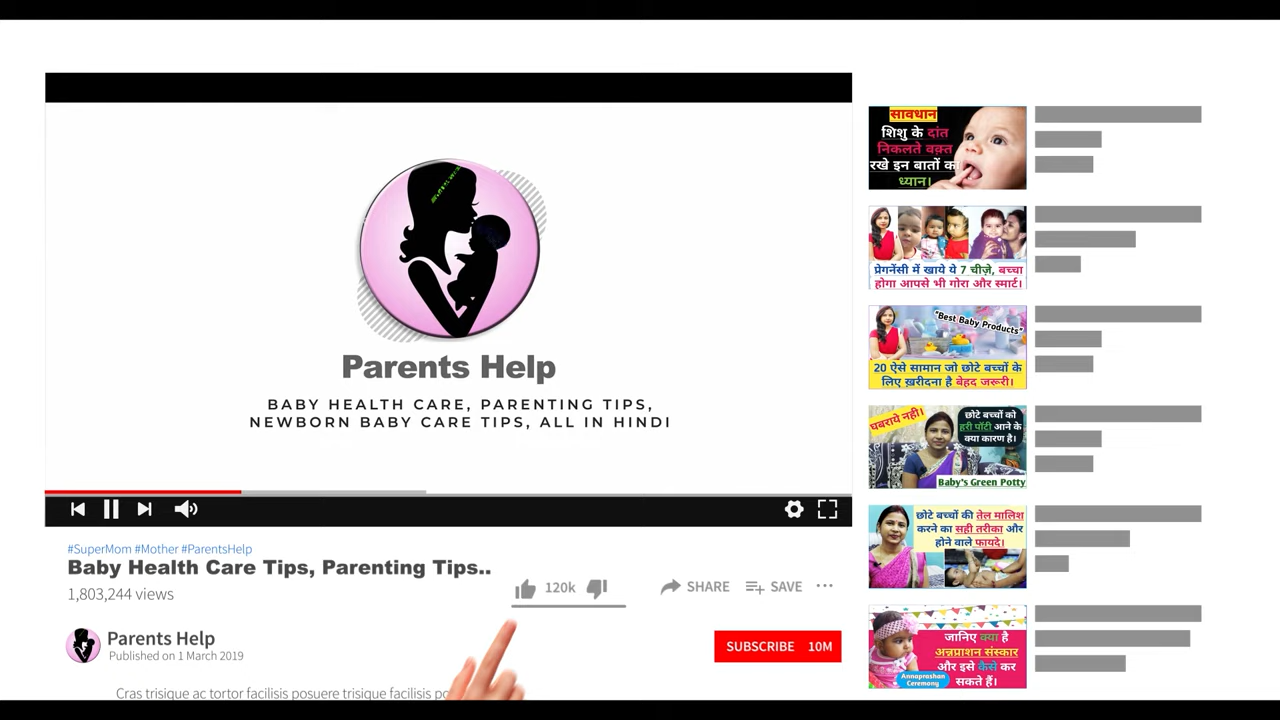 Parents Help
BABY HEALTH CARE, PARENTING TIPS,
NEWBORN BABY CARE TIPS, ALL IN HINDI
#SuperMom #Mother #ParentsHelp
Baby Health Care Tips, Parenting Tips..
1,803,244 views
120k
SHARE
SAVE
Parents Help
Published on 1 March 2019
SUBSCRIBE 10M
Cras trisique ac tortor facilisis posuere trisique facilisis
सावधान
शिशु के दांत
निकलते वक़्त
रखे इन बातों का
ध्यान।
प्रेगनेंसी में खाये ये 7 चीज़े, बच्चा
होगा आपसे भी गोरा और स्मार्ट।
"Best Baby Products"
20 ऐसे सामान जो छोटे बच्चों के
लिए ख़रीदना है बेहद जरूरी।
घबराये नही।
छोटे बच्चों को
हरी पॉटी आने के
क्या कारण है।
Baby's Green Potty
छोटे बच्चों की तेल मालिश
करने का सही तरीका और
होने वाले फायदे।
जानिए क्या है
अन्नप्राशन संस्कार
और इसे कैसे कर
सकते हैं।
Annaprashan
Ceremony